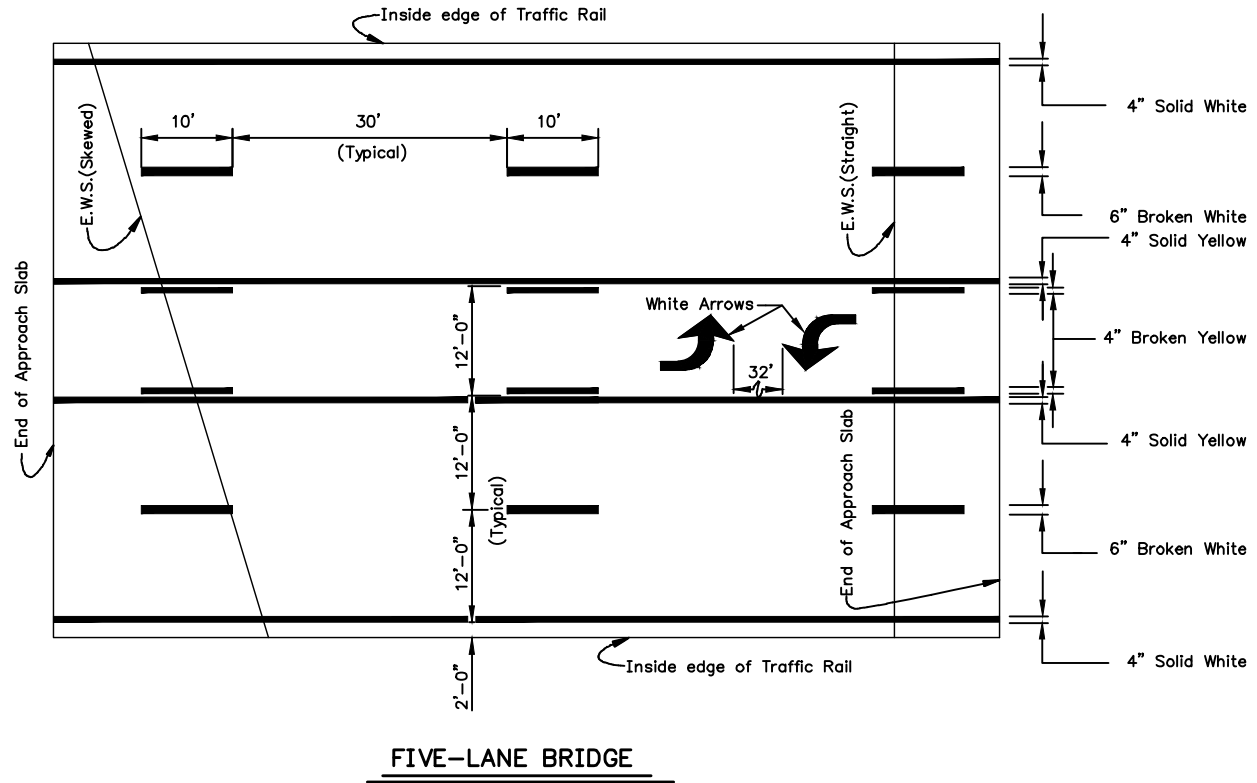 Inside edge of Traffic Rail
4" Solid White
10'
30'
10'
(Typical)
E.W.S.(Skewed)
E.W.S.(Straight)
6" Broken White
4" Solid Yellow
End of Approach Slab
White Arrows
12'-0"
32'
4" Broken Yellow
12'-0"
(Typical)
End of Approach Slab
4" Solid Yellow
12'-0"
6" Broken White
Inside edge of Traffic Rail
4" Solid White
2'-0"
FIVE-LANE BRIDGE